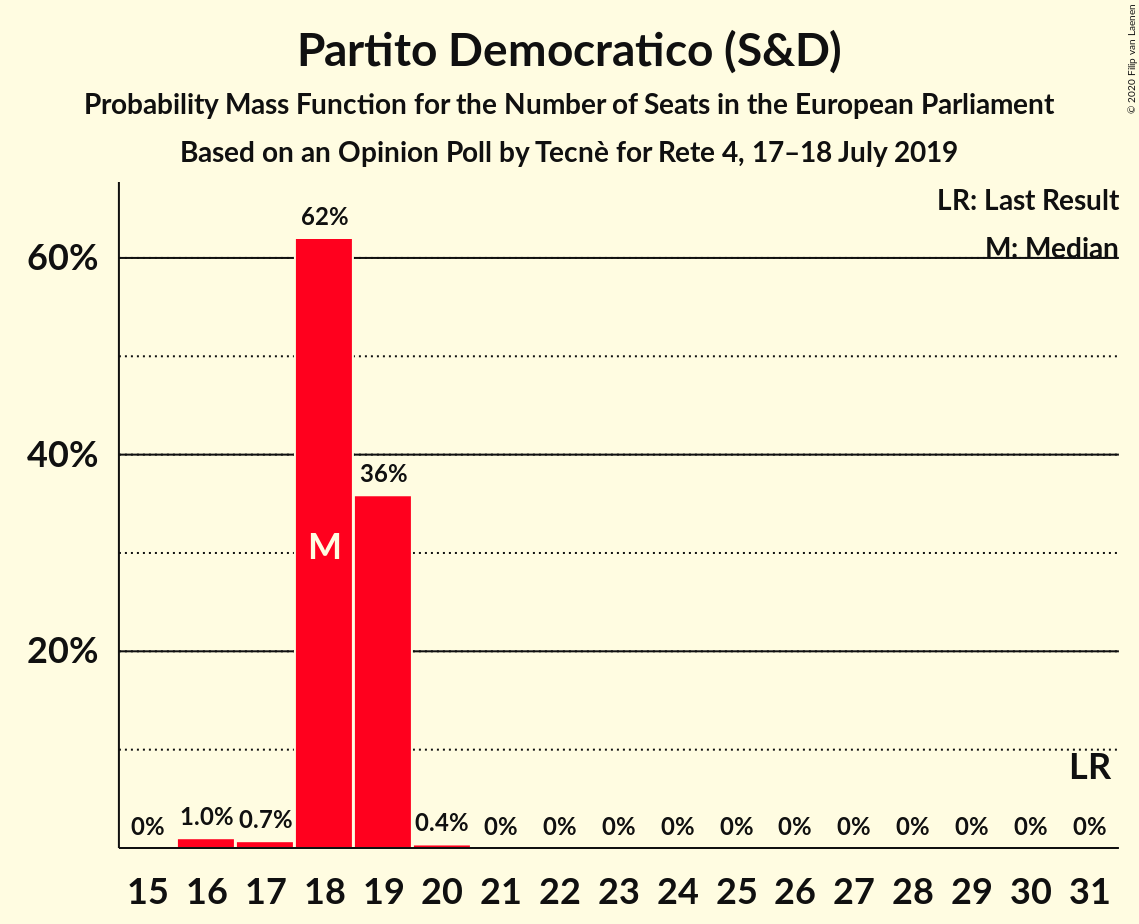 Partito Democratico (S&D)
Probability Mass Function for the Number of Seats in the European Parliament
Based on an Opinion Poll by Tecnè for Rete 4, 17–18 July 2019
© 2020 Filip van Laenen
LR: Last Result
M: Median
60%
40%
20%
62%
36%
M
LR
0% 1.0% 0.7% 0.4% 0% 0% 0% 0% 0% 0% 0% 0% 0% 0% 0%
15 16 17 18 19 20 21 22 23 24 25 26 27 28 29 30 31